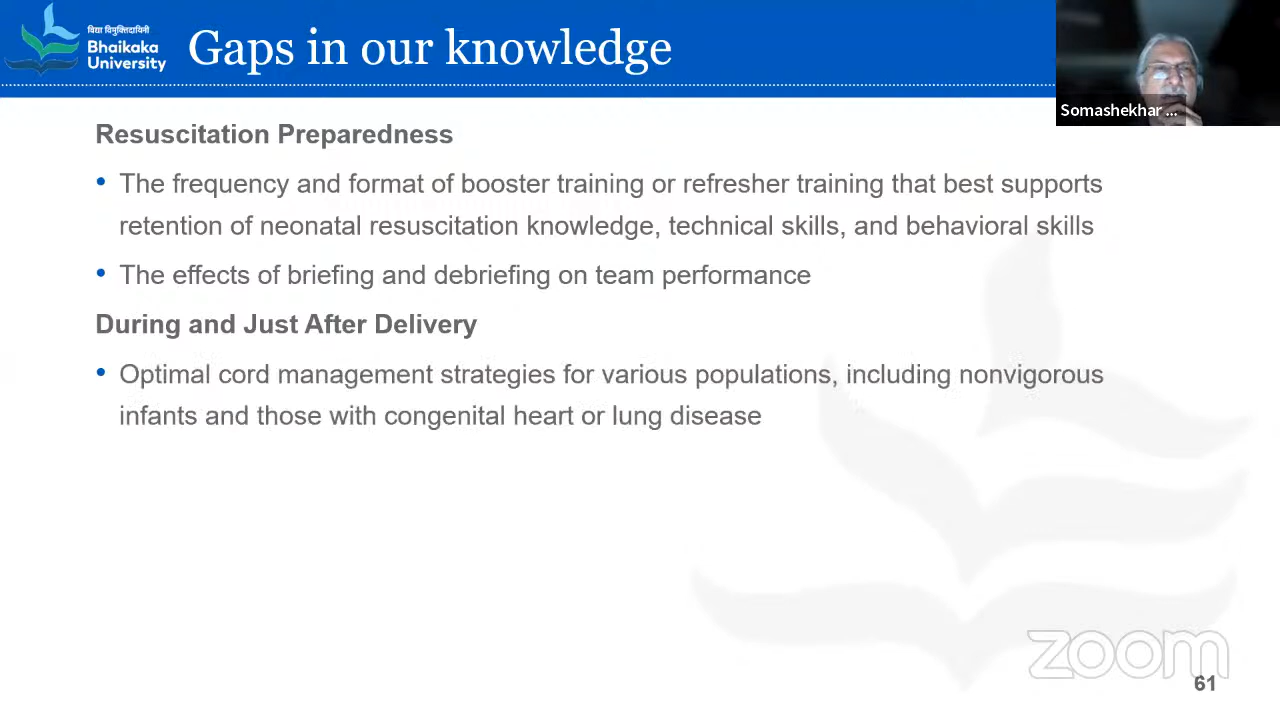 विद्या विमुक्तिदायिनी
Bhaikaka
University
Gaps in our knowledge
Somashekhar ...
Resuscitation Preparedness
• The frequency and format of booster training or refresher training that best supports
retention of neonatal resuscitation knowledge, technical skills, and behavioral skills
• The effects of briefing and debriefing on team performance
During and Just After Delivery
• Optimal cord management strategies for various populations, including nonvigorous
infants and those with congenital heart or lung disease
zoom
61